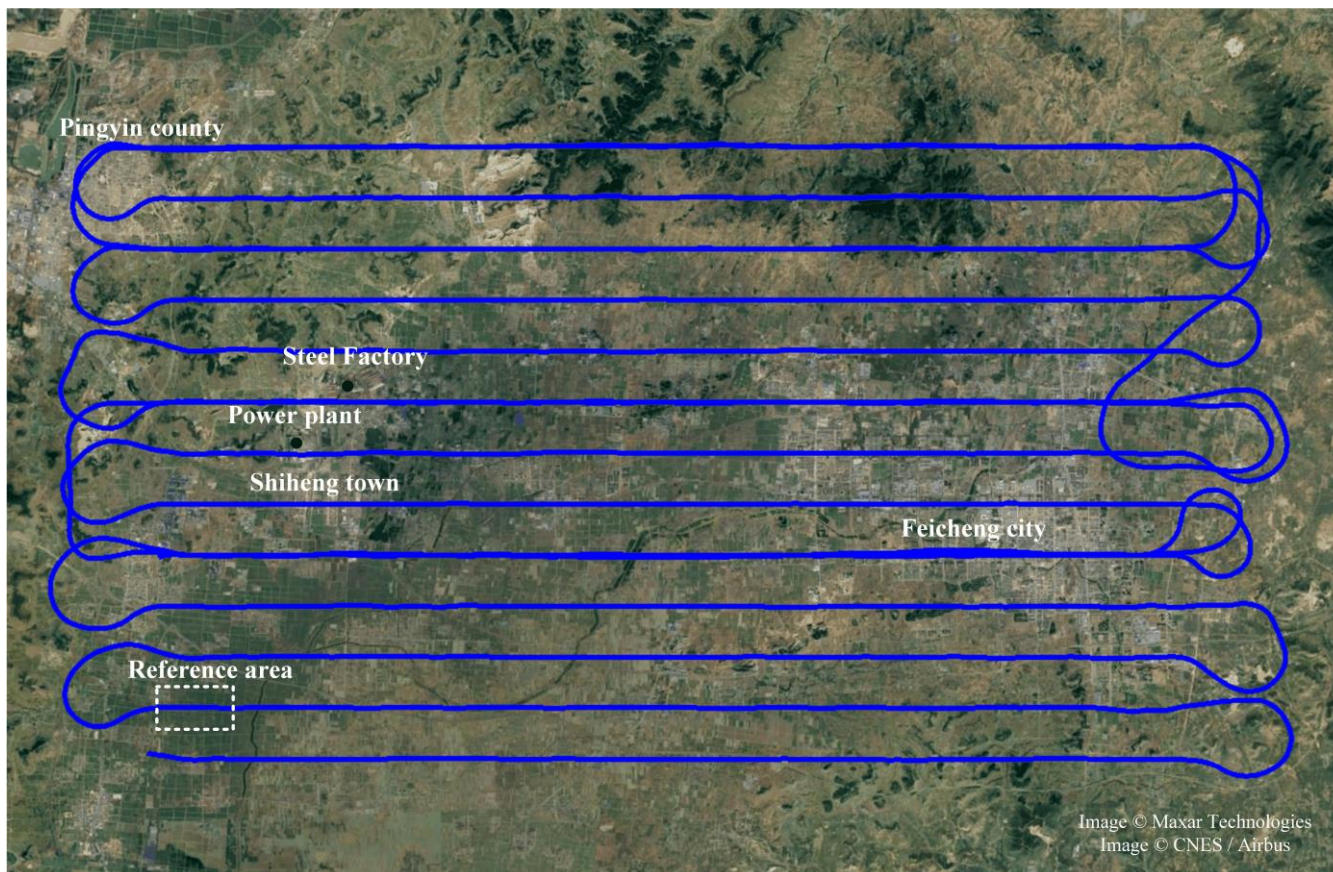 Pingyin county
Steel Factory
Power plant
Shiheng town
Feicheng city
Reference area
Image © Maxar Technologies
Image © CNES / Airbus